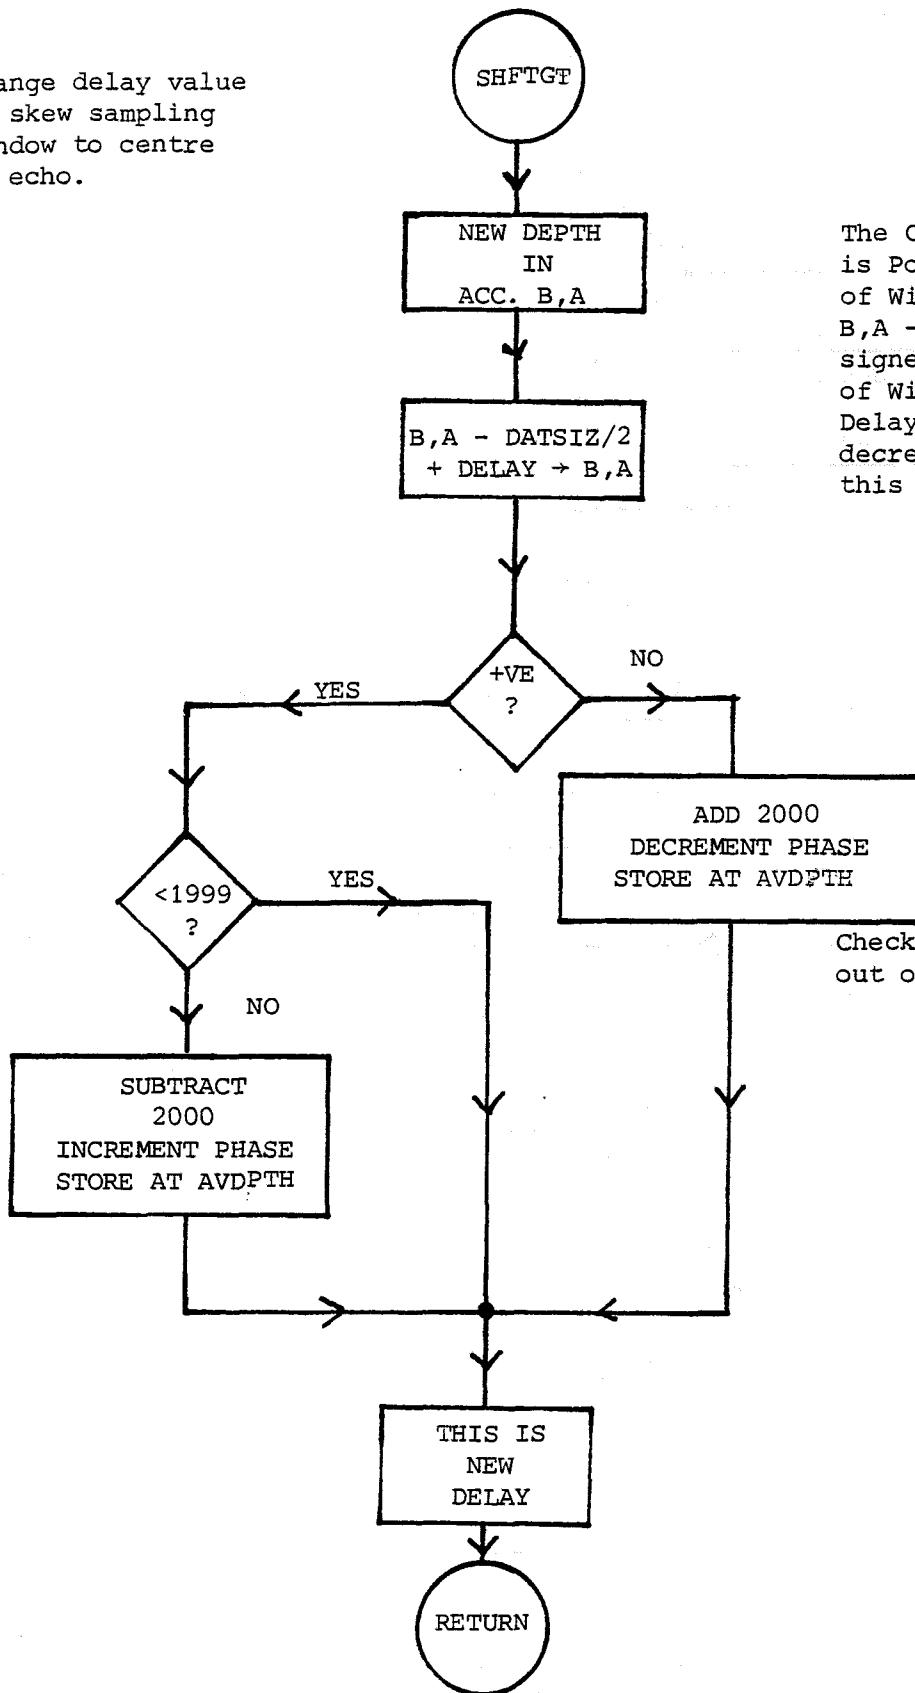 ange delay value
skew sampling
ndow to centre
echo.
SHFTGT
NEW DEPTH
IN
ACC. B,A
The C
is Po
of Wi
B,A -
signe
of Wi
Delay
decre
this
B,A - DATSIZ/2
+ DELAY → B,A
+VE
?
YES
NO
<1999
?
YES
NO
ADD 2000
DECREMENT PHASE
STORE AT AVDPTH
Check
out o
SUBTRACT
2000
INCREMENT PHASE
STORE AT AVDPTH
THIS IS
NEW
DELAY
RETURN